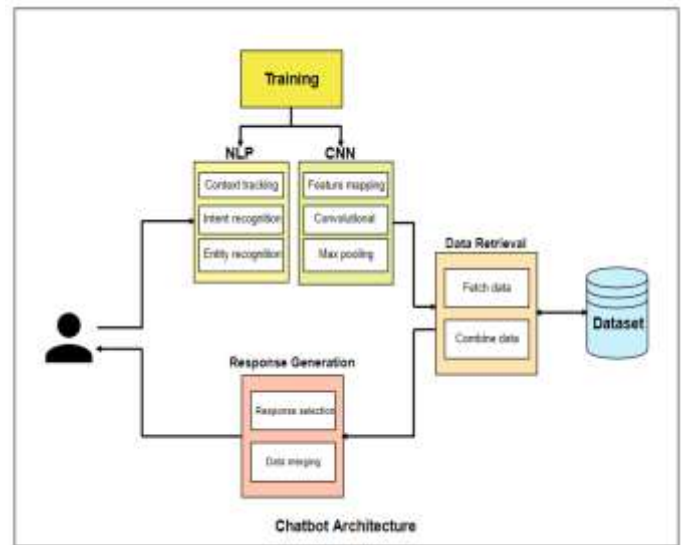 Training
NLP
CNN
Context tracking
Intent recognition
Entity recognition
Feature mapping
Convolutional
Max pooling
Data Retrieval
Fetch data
Combine data
Dataset
Response Generation
Response selection
Data merging
Chatbot Architecture